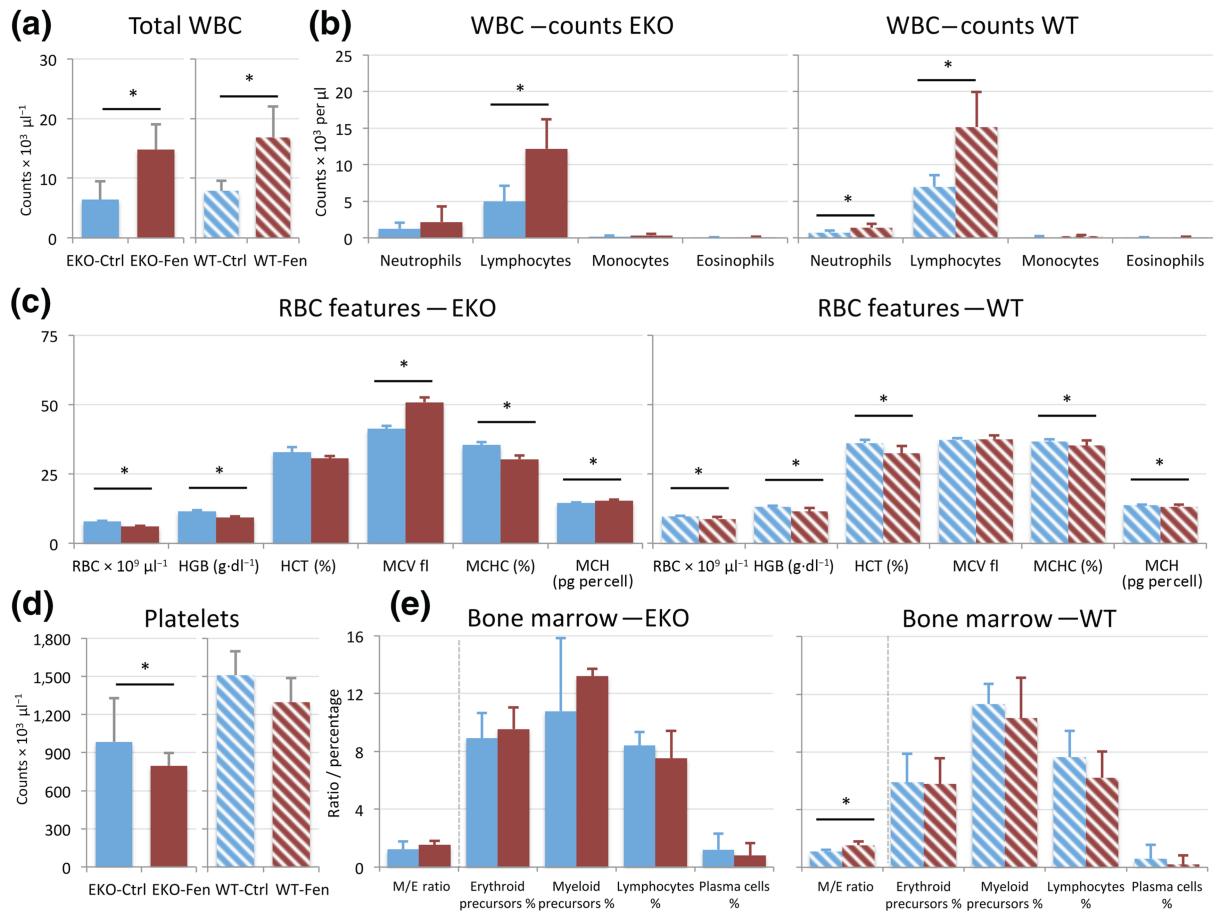 (a) Total WBC
Counts × 10³ µl⁻¹
30
20
10
0
*
*
EKO-Ctrl EKO-Fen WT-Ctrl WT-Fen
(b) WBC –counts EKO
WBC–counts WT
Counts × 10³ per µl
25
20
15
10
5
0
*
*
*
Neutrophils Lymphocytes Monocytes Eosinophils
Neutrophils Lymphocytes Monocytes Eosinophils
(c) RBC features —EKO
RBC features —WT
75
50
25
0
*
*
*
*
*
*
*
*
*
*
RBC × 10⁹ µl⁻¹ HGB (g·dl⁻¹) HCT (%) MCV fl MCHC (%) MCH
(pg percell)
RBC × 10⁹ µl⁻¹ HGB (g·dl⁻¹) HCT (%) MCV fl MCHC (%) MCH
(pg percell)
(d) Platelets
Counts × 10³ µl⁻¹
1,800
1,500
1,200
900
600
300
0
*
EKO-Ctrl EKO-Fen WT-Ctrl WT-Fen
(e) Bone marrow —EKO
Bone marrow —WT
Ratio / percentage
16
12
8
4
0
*
M/E ratio Erythroid Myeloid Lymphocytes Plasma cells
precursors % precursors % % %
M/E ratio Erythroid Myeloid Lymphocytes Plasma cells
precursors % precursors % % %